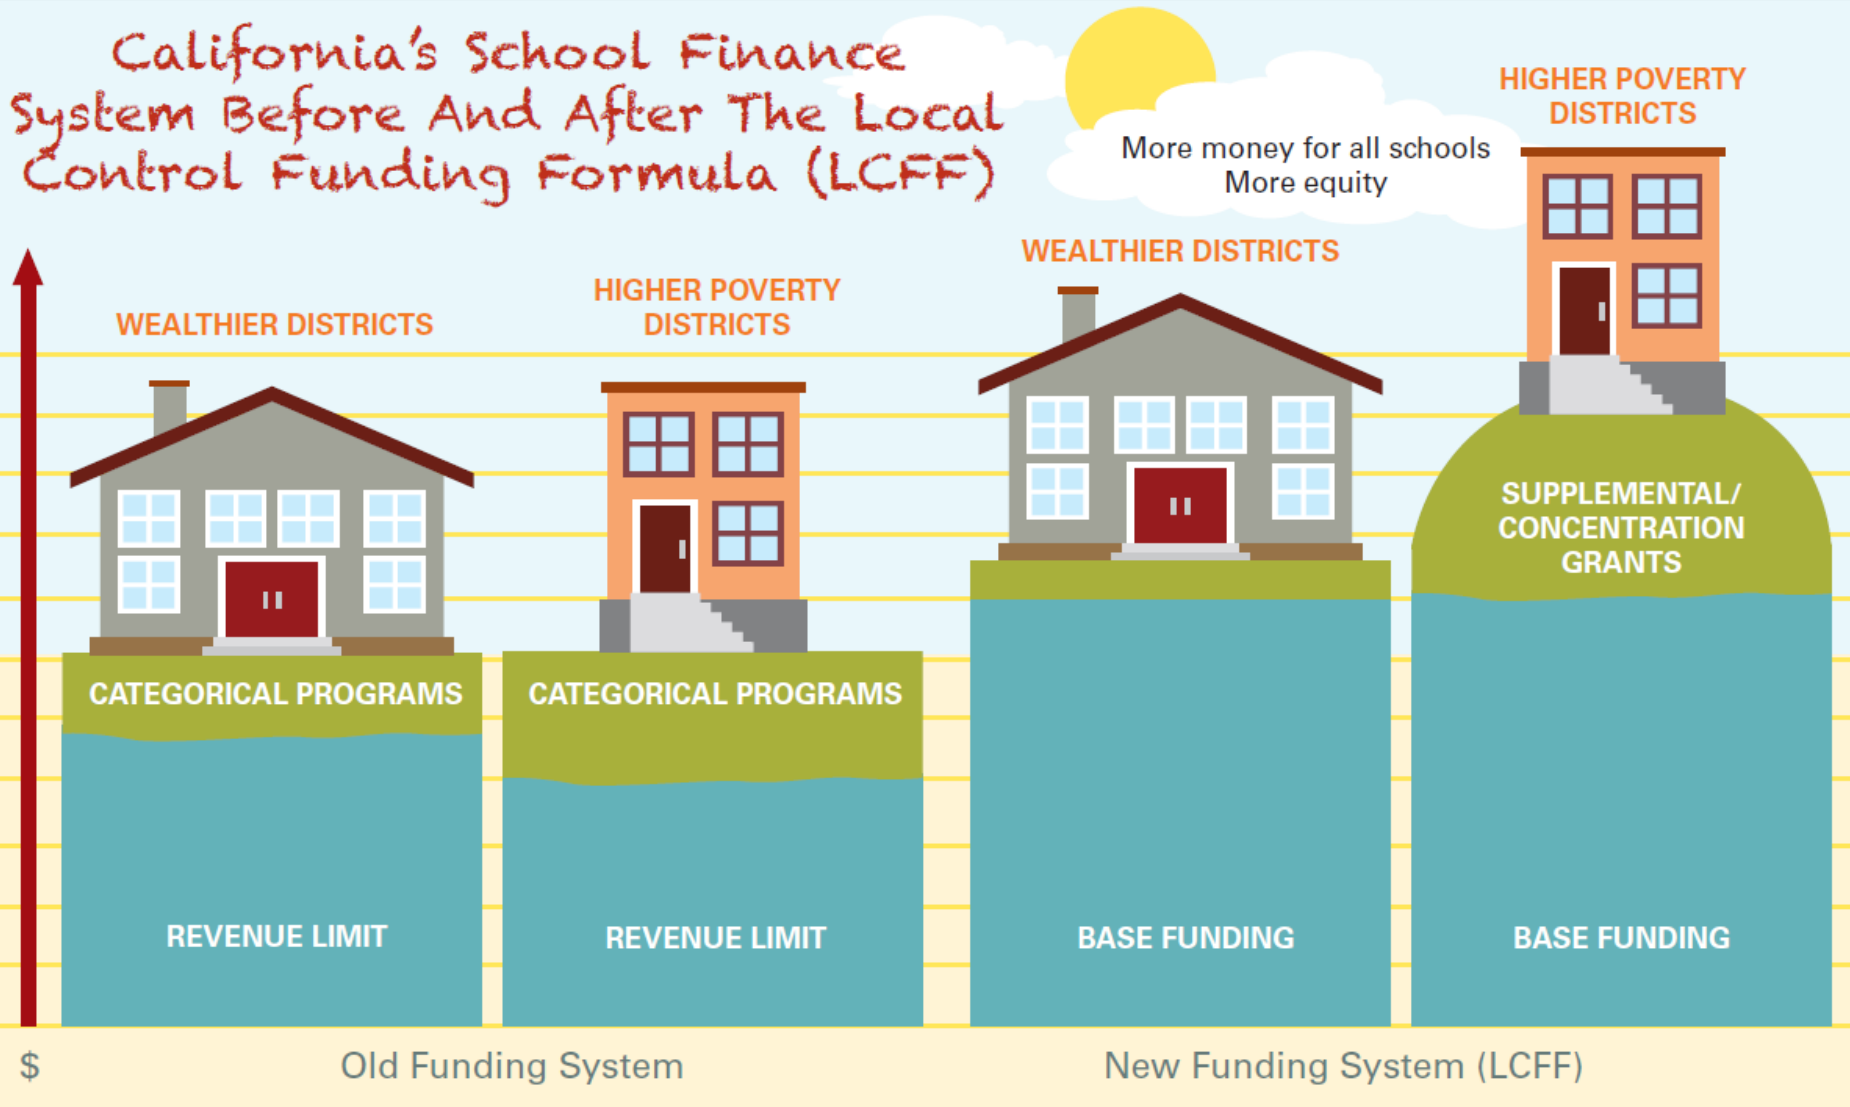 California's School Finance
System Before And After The Local
Control Funding Formula (LCFF)
More money for all schools
More equity
WEALTHIER DISTRICTS
HIGHER POVERTY
DISTRICTS
WEALTHIER DISTRICTS
HIGHER POVERTY
DISTRICTS
CATEGORICAL PROGRAMS
CATEGORICAL PROGRAMS
SUPPLEMENTAL/
CONCENTRATION
GRANTS
REVENUE LIMIT
REVENUE LIMIT
BASE FUNDING
BASE FUNDING
$
Old Funding System
New Funding System (LCFF)